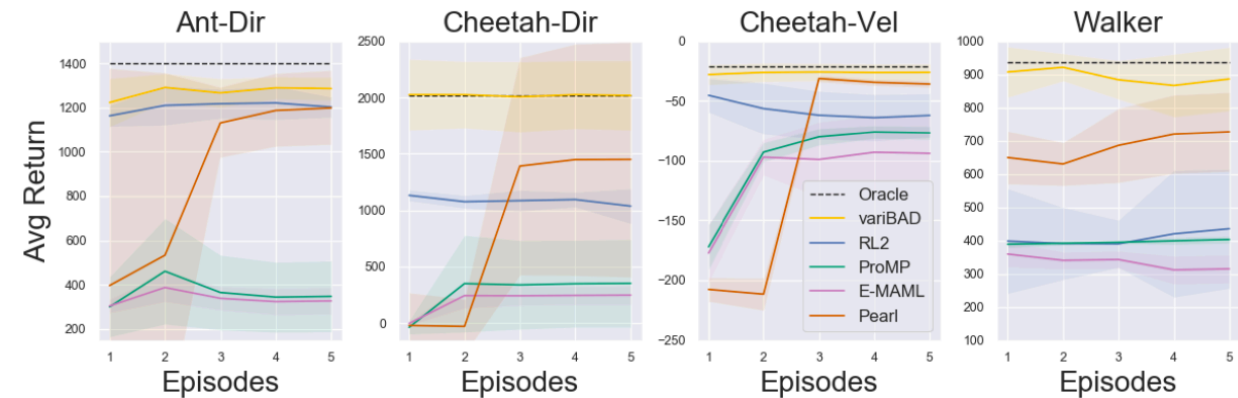 Ant-Dir
Cheetah-Dir
Cheetah-Vel
Walker
Avg Return
1400
1200
1000
800
600
400
200
1 2 3 4 5
Episodes
2500
2000
1500
1000
500
0
1 2 3 4 5
Episodes
0
−50
−100
−150
−200
−250
1 2 3 4 5
Episodes
Oracle
variBAD
RL2
ProMP
E-MAML
Pearl
1000
900
800
700
600
500
400
300
200
100
1 2 3 4 5
Episodes